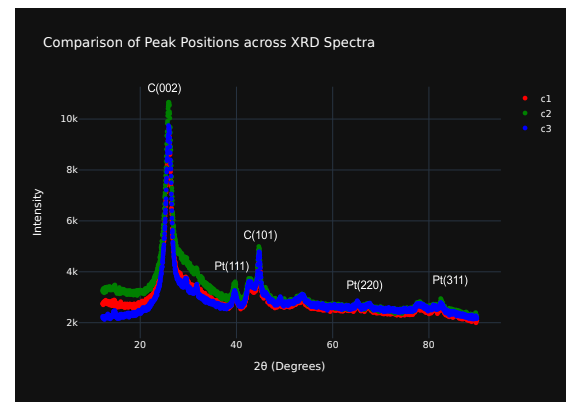 Comparison of Peak Positions across XRD Spectra
C(002)
c1
c2
c3
10k
8k
6k
4k
2k
Intensity
C(101)
Pt(111)
Pt(220)
Pt(311)
20
40
60
80
2θ (Degrees)